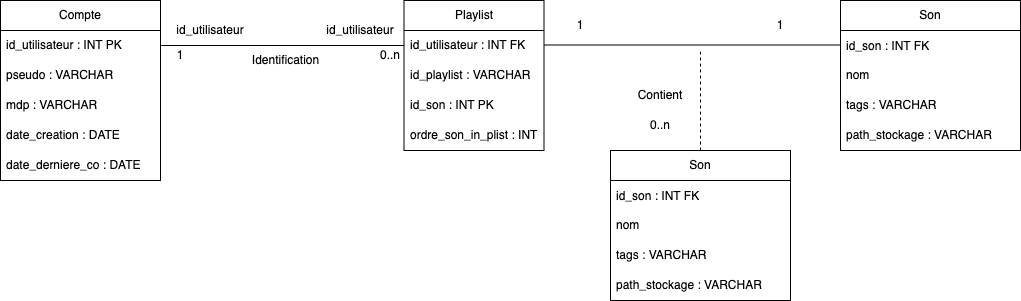 Compte
id_utilisateur : INT PK
pseudo : VARCHAR
mdp : VARCHAR
date_creation : DATE
date_derniere_co : DATE
id_utilisateur
id_utilisateur
1
0..n
Identification
Playlist
id_utilisateur : INT FK
id_playlist : VARCHAR
id_son : INT PK
ordre_son_in_plist : INT
1
1
Contient
0..n
Son
id_son : INT FK
nom
tags : VARCHAR
path_stockage : VARCHAR
Son
id_son : INT FK
nom
tags : VARCHAR
path_stockage : VARCHAR